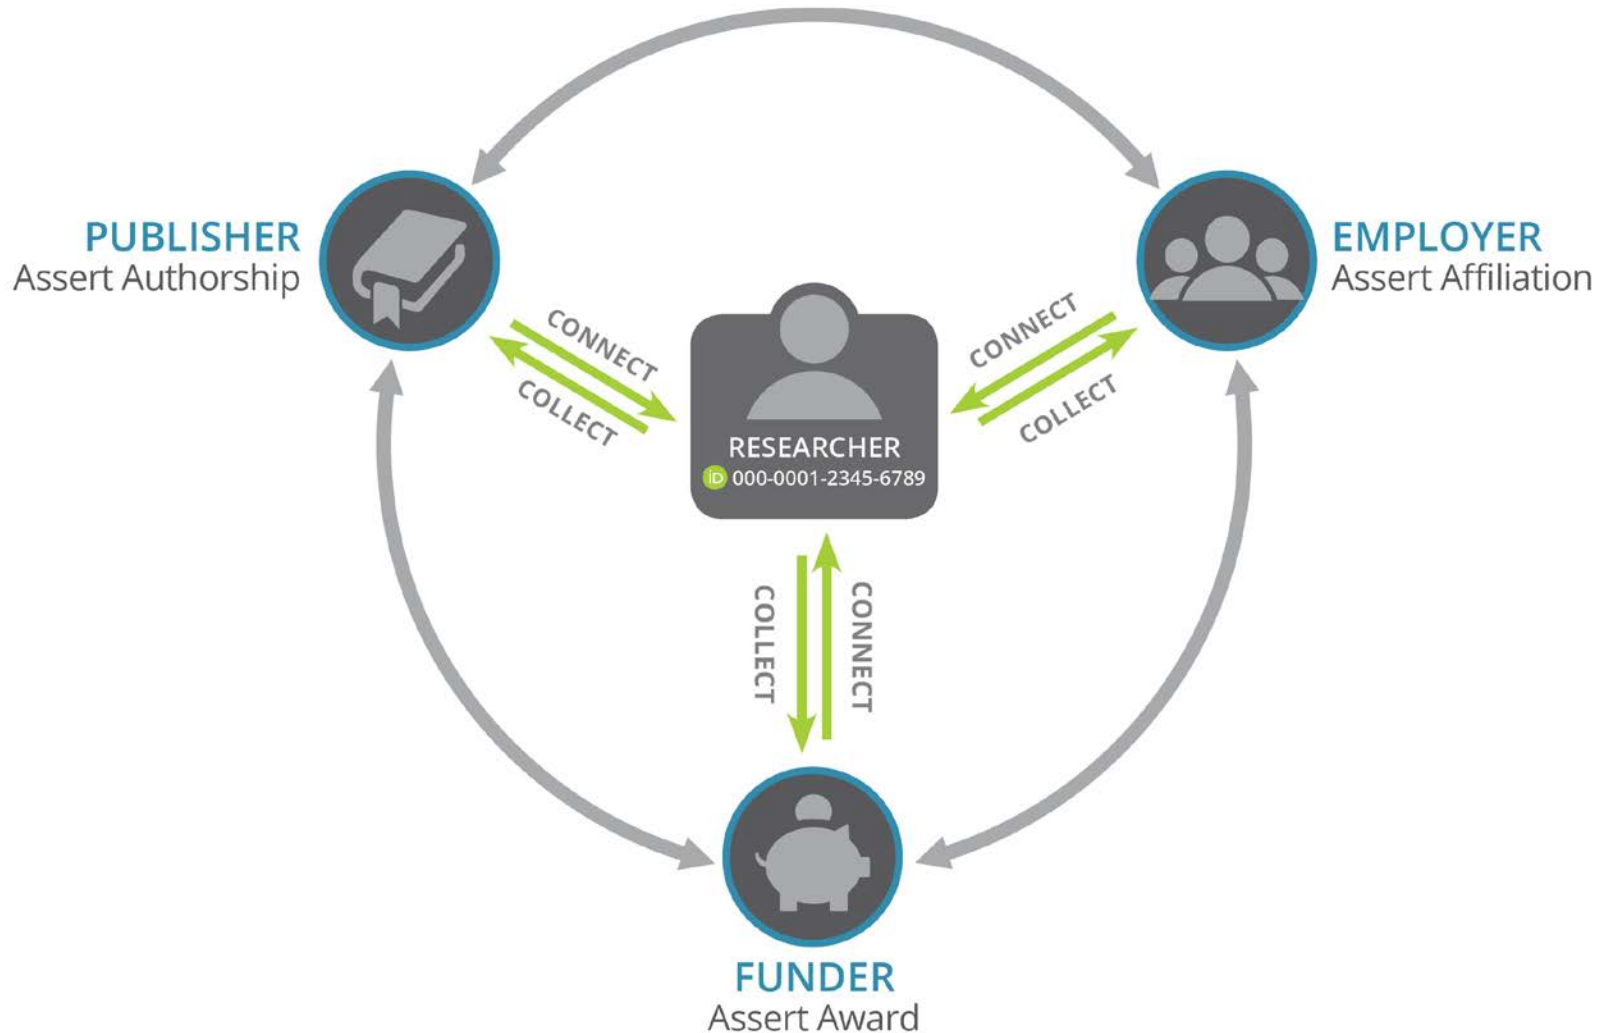 PUBLISHER
Assert Authorship
EMPLOYER
Assert Affiliation
CONNECT
COLLECT
CONNECT
COLLECT
RESEARCHER
iD 000-0001-2345-6789
COLLECT
CONNECT
FUNDER
Assert Award